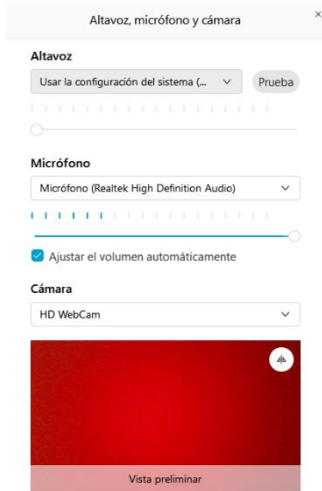 Altavoz, micrófono y cámara
Altavoz
Usar la configuración del sistema (... Prueba
Micrófono
Micrófono (Realtek High Definition Audio)
Ajustar el volumen automáticamente
Cámara
HD WebCam
Vista preliminar